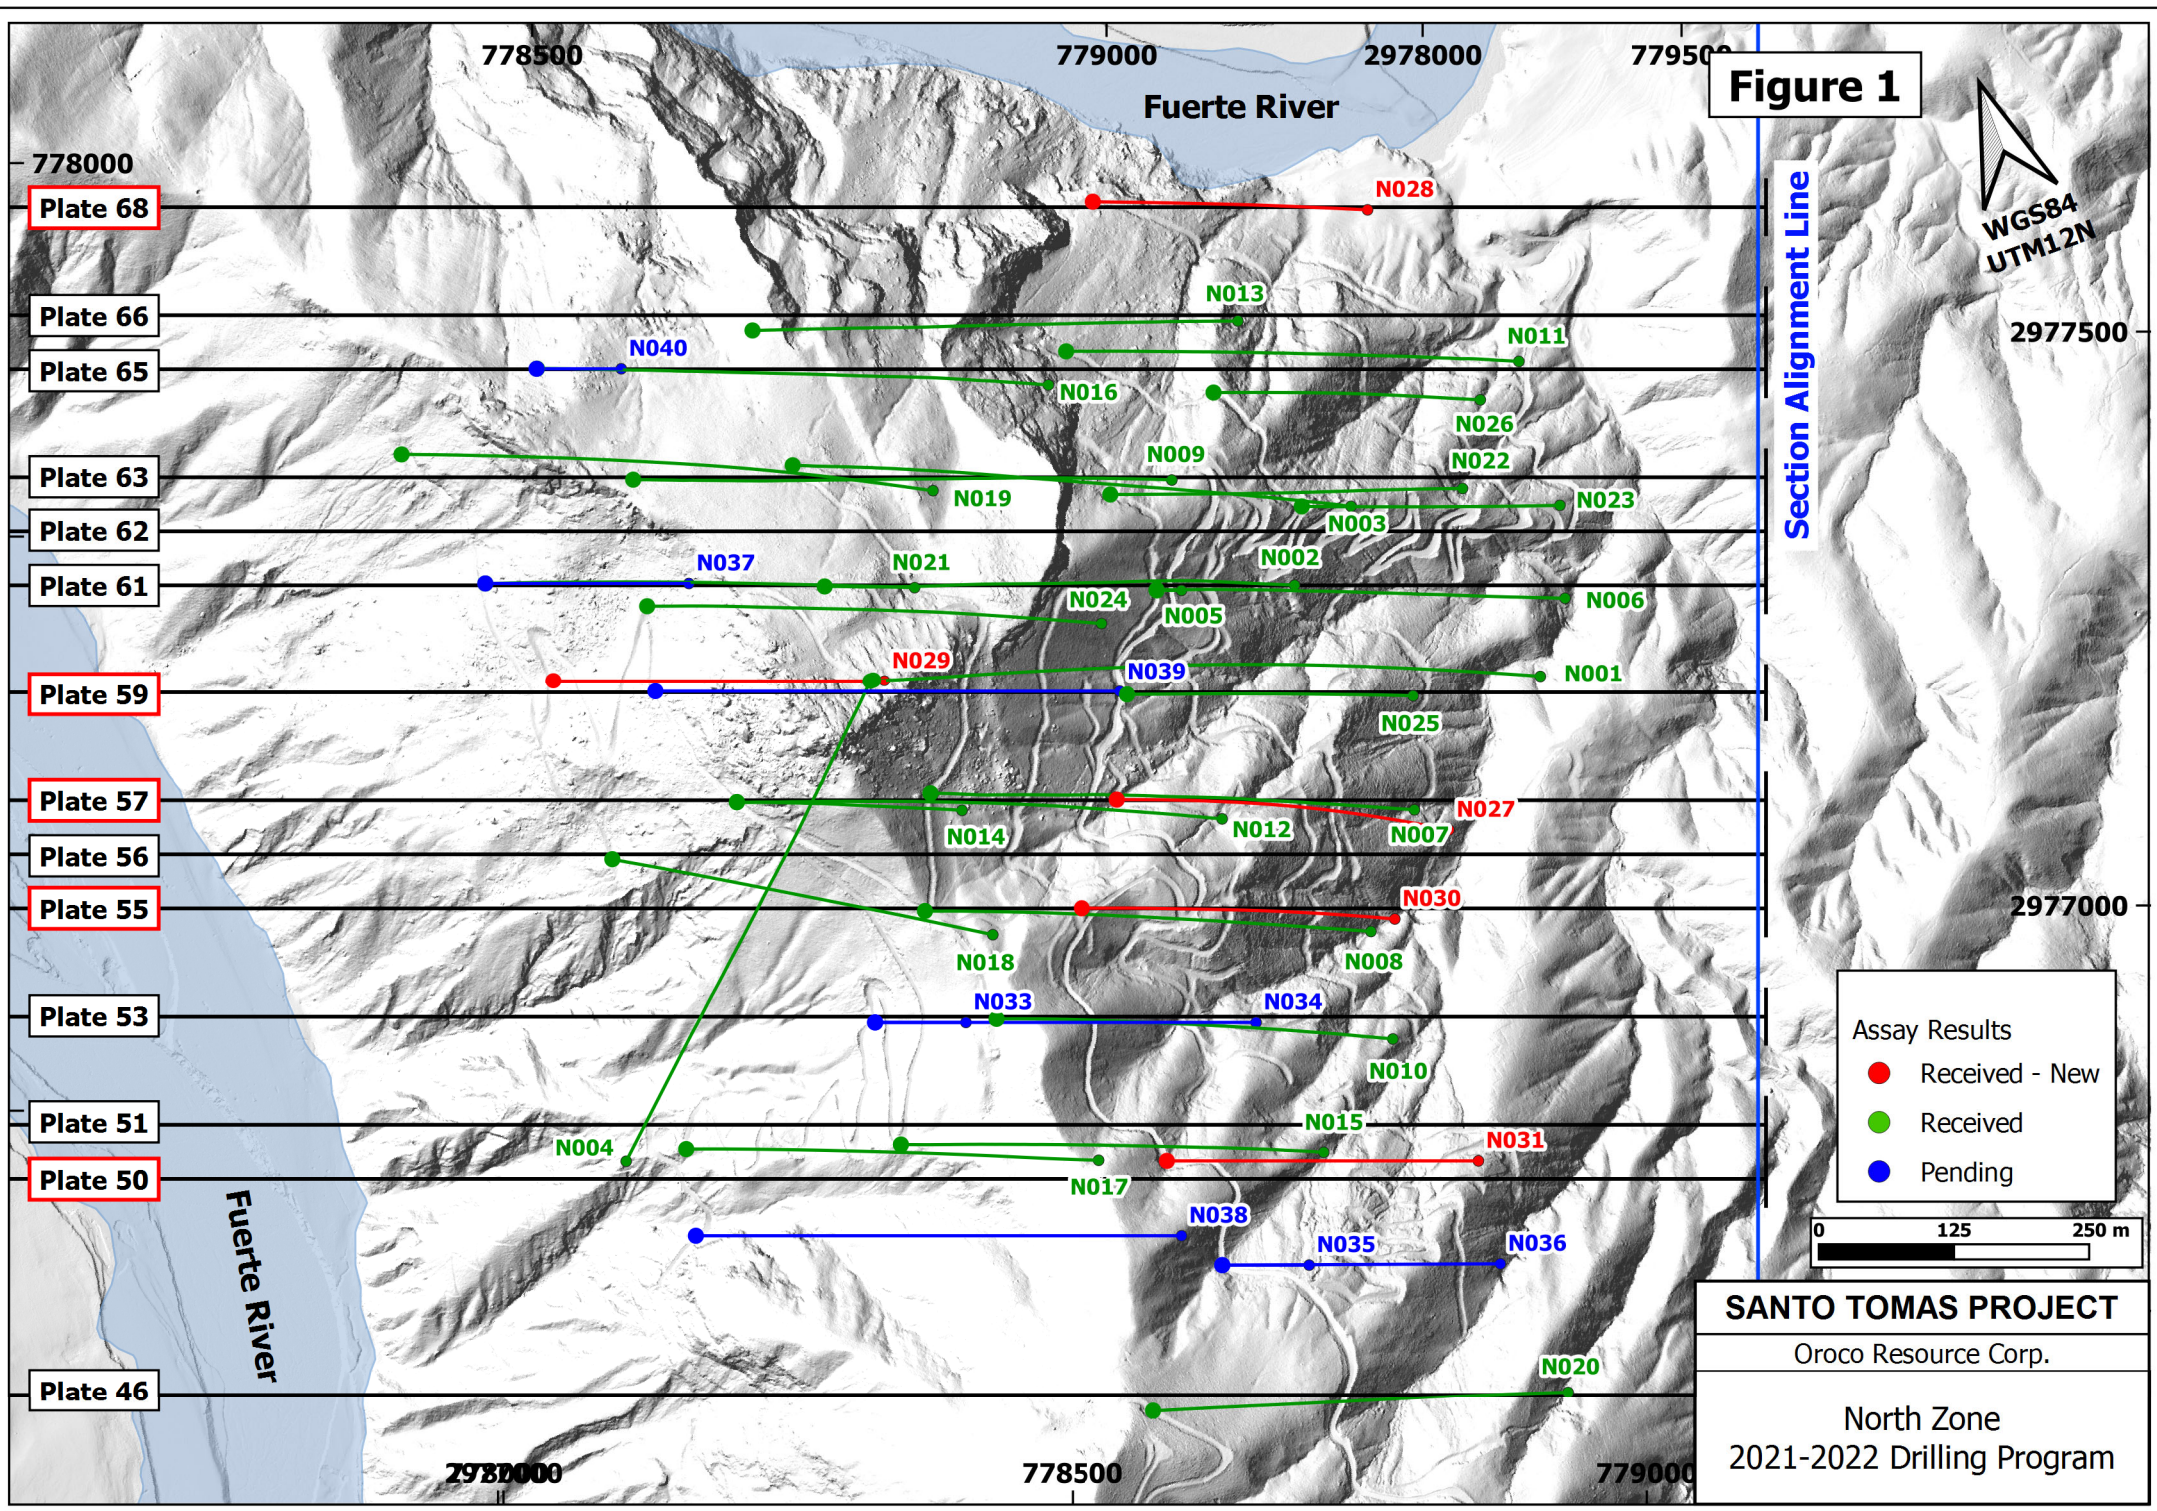 778500
779000
2978000
77950
Figure 1
Fuerte River
778000
Plate 68
N028
Section Alignment Line
WGS84
UTM12N
N013
Plate 66
N011
2977500
N040
Plate 65
N016
N026
N009
N022
Plate 63
N019
N023
N003
Plate 62
N037
N021
N002
Plate 61
N024
N006
N005
N029
N039
N001
Plate 59
N025
Plate 57
N027
N014
N012
N007
Plate 56
N030
Plate 55
2977000
N018
N008
N033
N034
Plate 53
N010
Assay Results
Received - New
Received
Pending
Plate 51
N015
N004
N031
Plate 50
N017
Fuerte River
N038
N035
N036
0 125 250 m
SANTO TOMAS PROJECT
Oroco Resource Corp.
North Zone
2021-2022 Drilling Program
N020
Plate 46
778500
779000